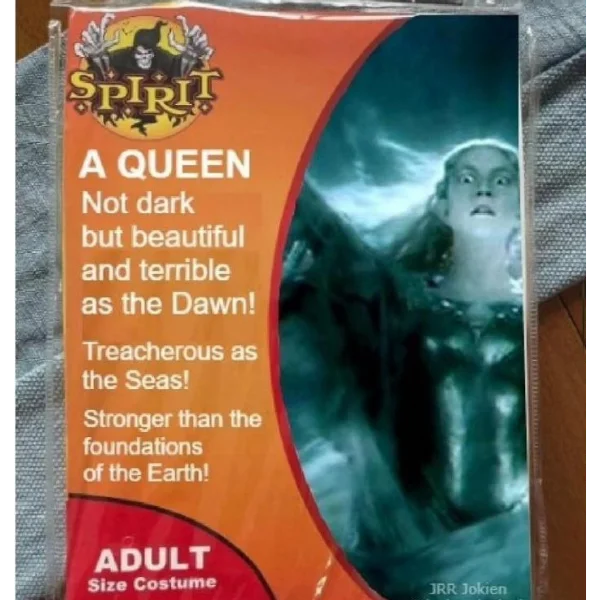 SPIRIT
A QUEEN
Not dark
but beautiful
and terrible
as the Dawn!
Treacherous as
the Seas!
Stronger than the
foundations
of the Earth!
ADULT
Size Costume
JRR Jokien